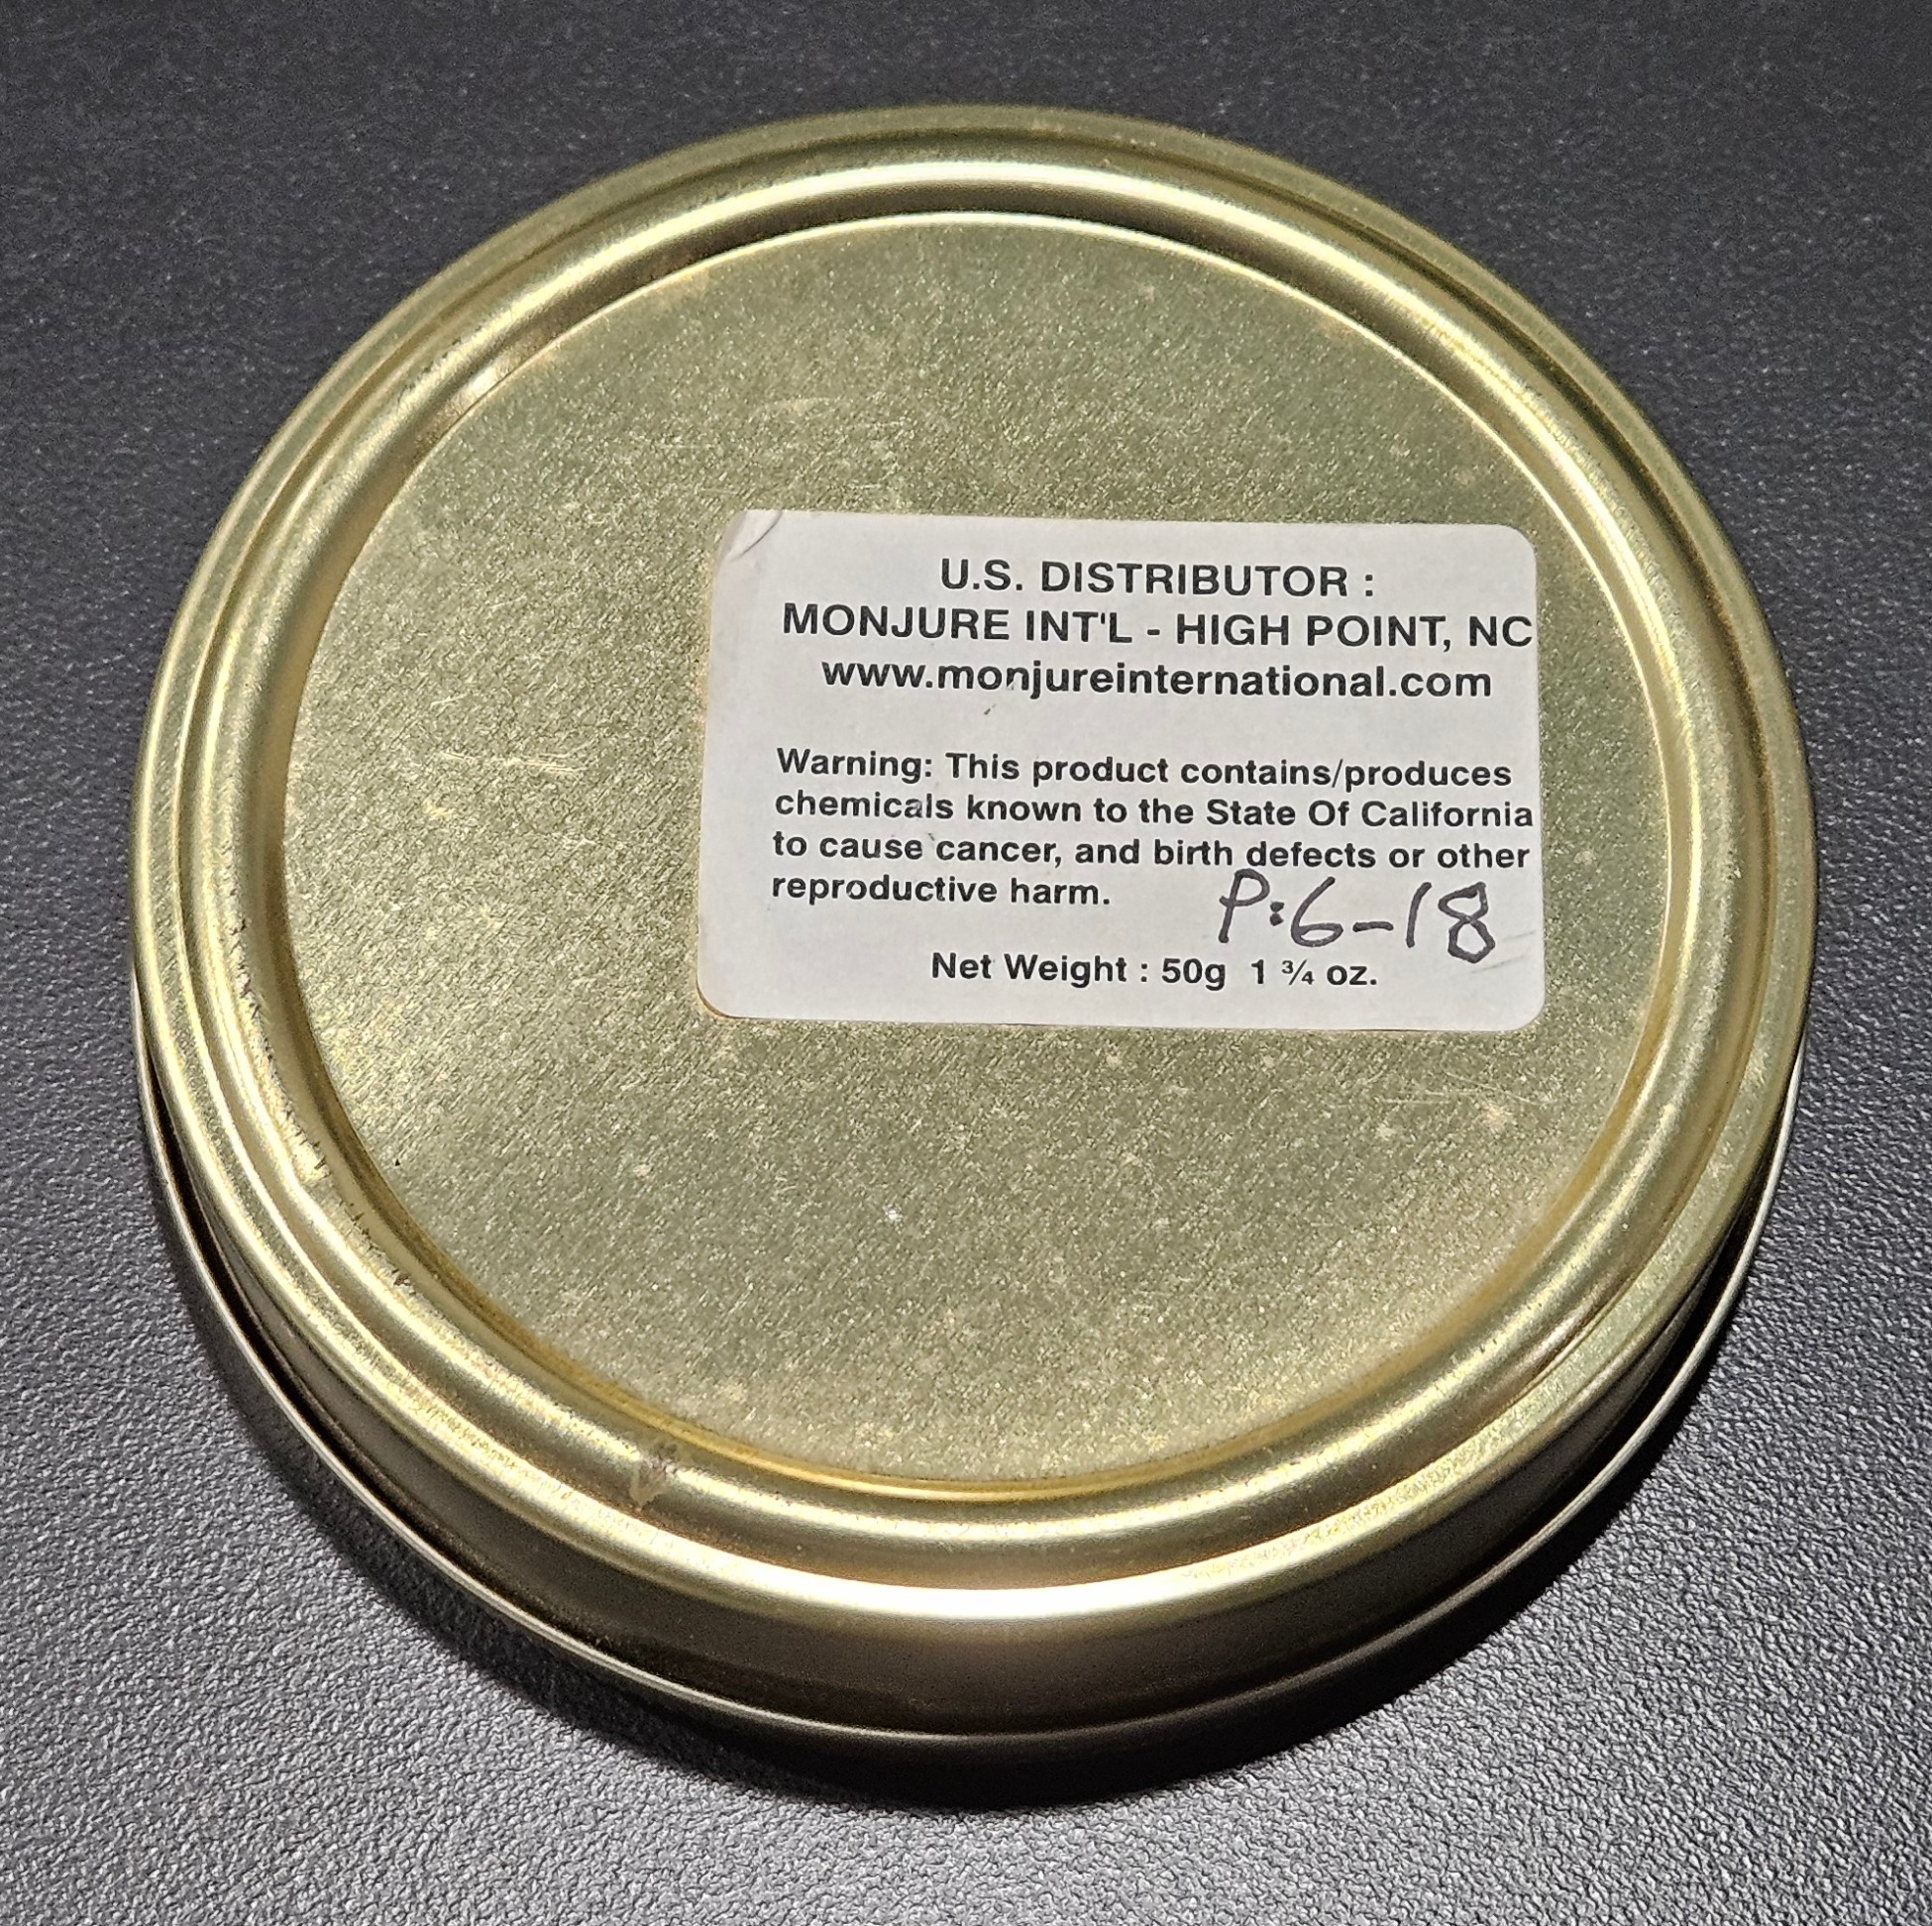 U.S. DISTRIBUTOR :
MONJURE INT'L - HIGH POINT, NC
www.monjureinternational.com
Warning: This product contains/produces
chemicals known to the State Of California
to cause cancer, and birth defects or other
reproductive harm.
P:6-18
Net Weight : 50g 1 ¾ oz.